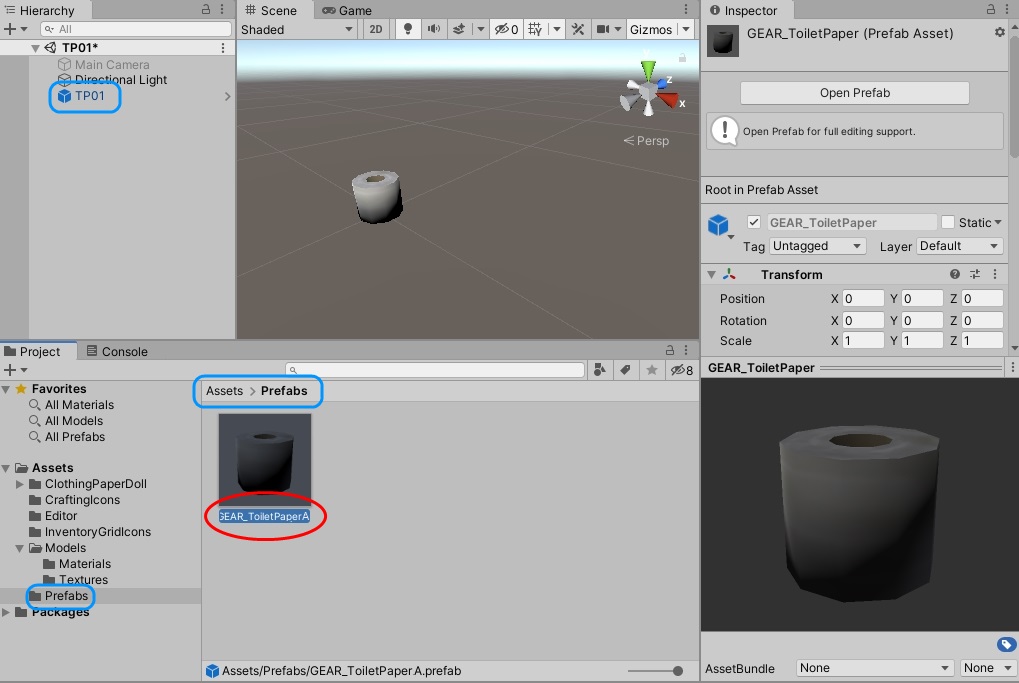 Hierarchy
All
TP01*
Main Camera
Directional Light
TP01
Scene
Game
Shaded
2D
0
Gizmos
y
z
x
Persp
Inspector
GEAR_ToiletPaper (Prefab Asset)
Open Prefab
Open Prefab for full editing support.
Root in Prefab Asset
GEAR_ToiletPaper
Static
Tag Untagged Layer Default
Transform
Position X 0 Y 0 Z 0
Rotation X 0 Y 0 Z 0
Scale X 1 Y 1 Z 1
GEAR_ToiletPaper
AssetBundle None None
Project
Console
8
Favorites
All Materials
All Models
All Prefabs
Assets
ClothingPaperDoll
CraftingIcons
Editor
InventoryGridIcons
Models
Materials
Textures
Prefabs
Packages
Assets > Prefabs
GEAR_ToiletPaperA
Assets/Prefabs/GEAR_ToiletPaperA.prefab